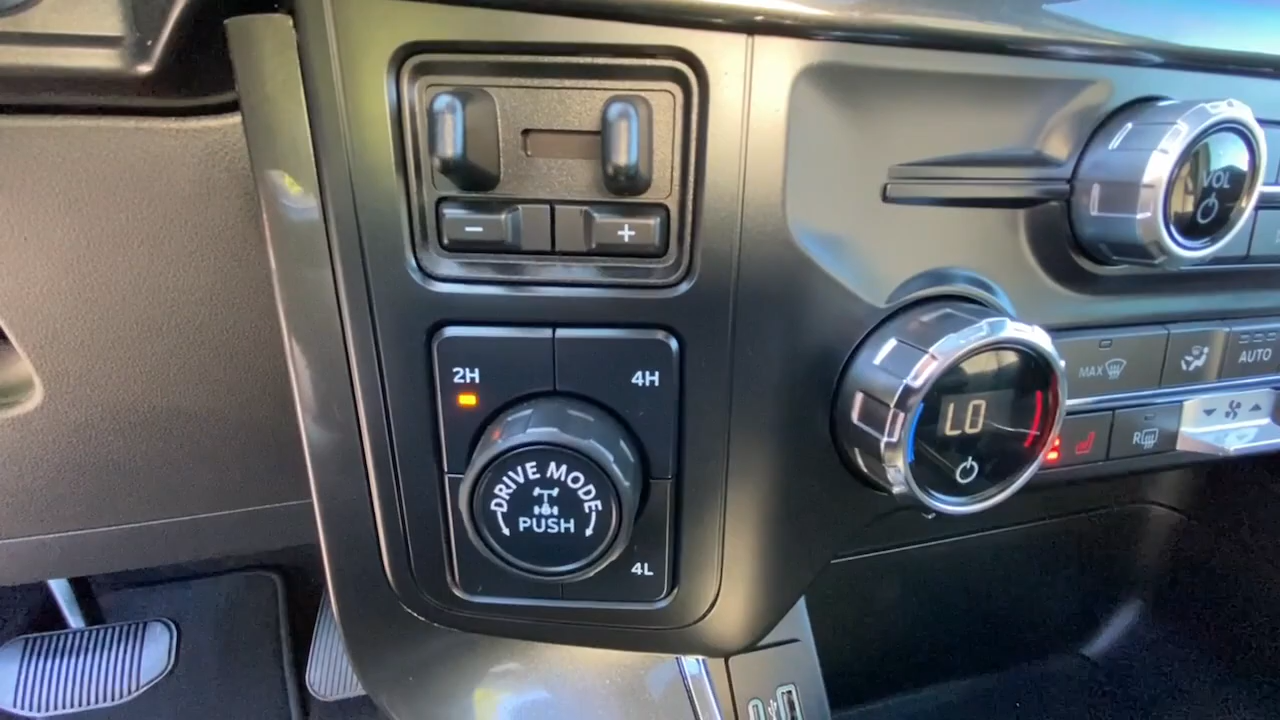 − +
2H
4H
DRIVE MODE
PUSH
4L
VOL
LO
MAX
AUTO
R